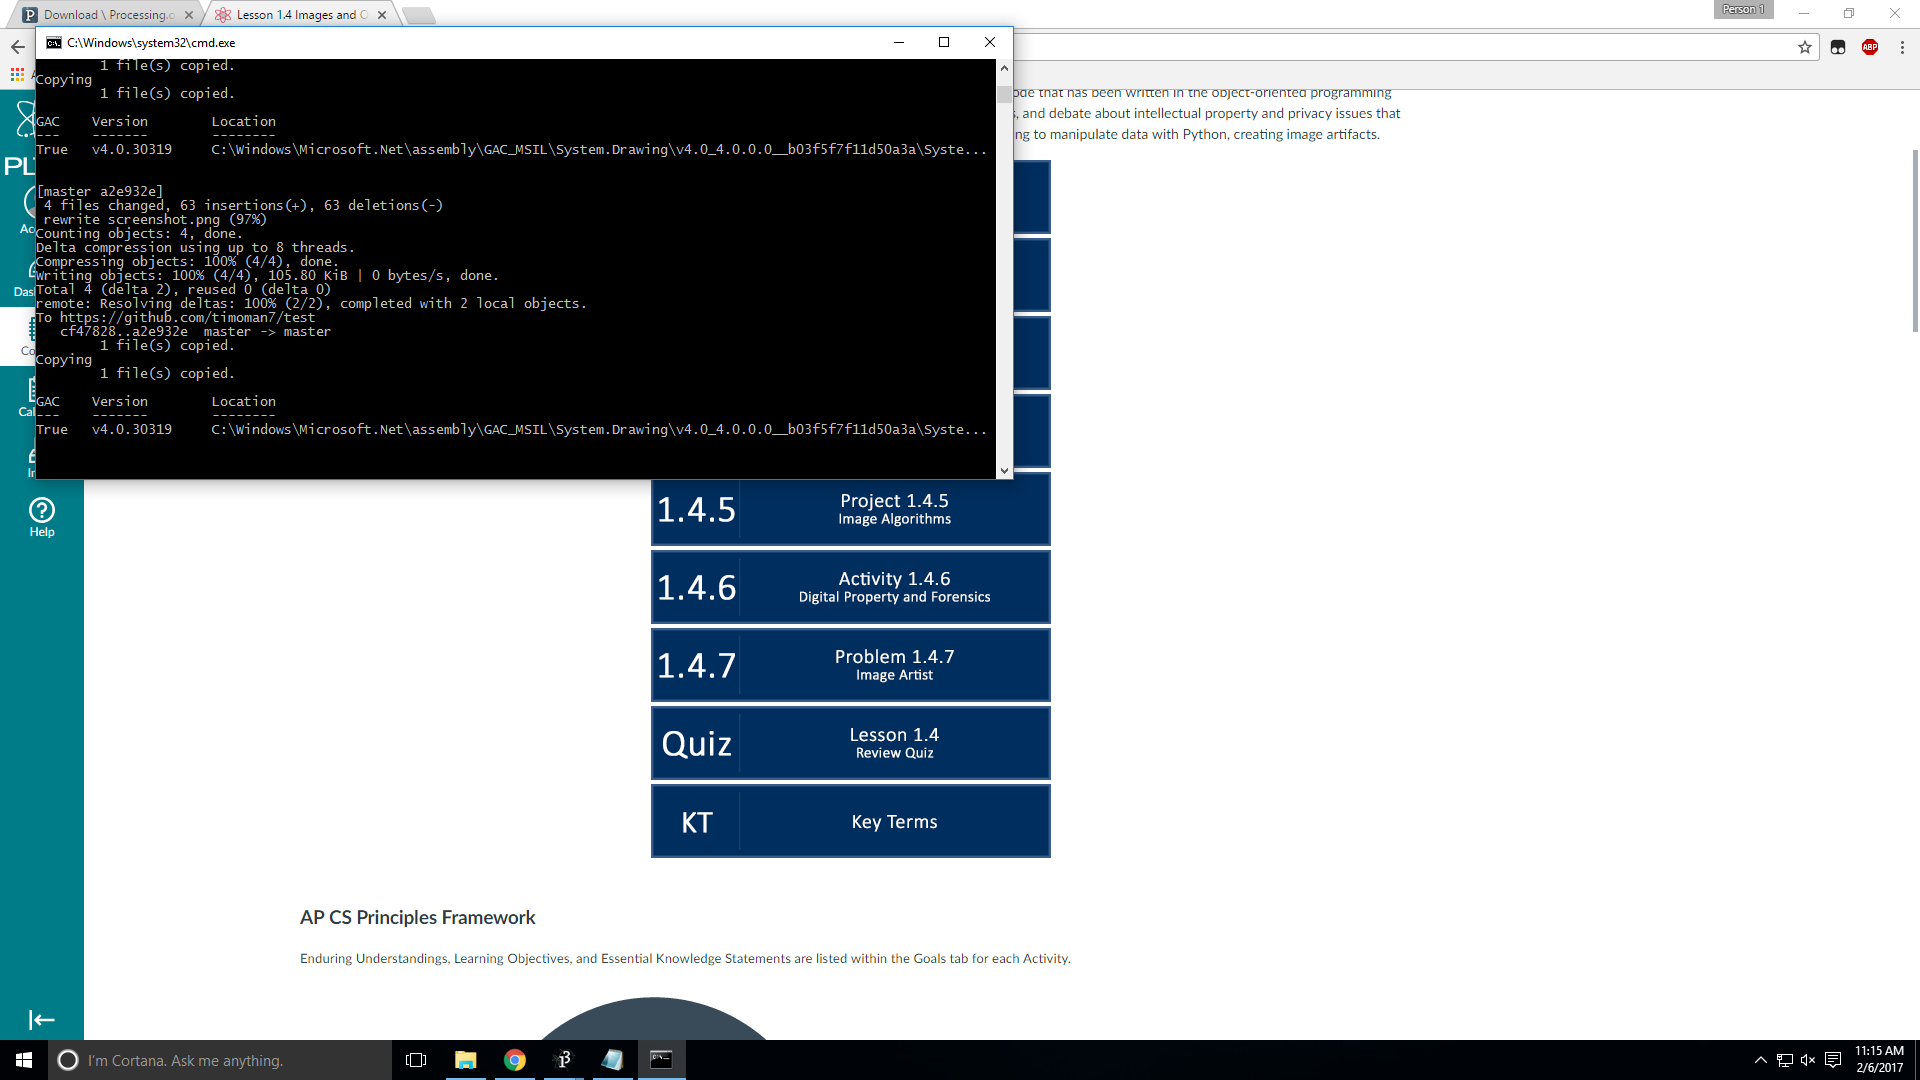 Download \ Processing.o
Lesson 1.4 Images and O
Person 1
C:\Windows\system32\cmd.exe
ABP
1 file(s) copied.
Copying
1 file(s) copied.
GAC Version Location
--- ------- --------
True v4.0.30319 C:\Windows\Microsoft.Net\assembly\GAC_MSIL\System.Drawing\v4.0_4.0.0.0__b03f5f7f11d50a3a\Syste...
[master a2e932e]
4 files changed, 63 insertions(+), 63 deletions(-)
rewrite screenshot.png (97%)
Counting objects: 4, done.
Delta compression using up to 8 threads.
Compressing objects: 100% (4/4), done.
Writing objects: 100% (4/4), 105.80 KiB | 0 bytes/s, done.
Total 4 (delta 2), reused 0 (delta 0)
remote: Resolving deltas: 100% (2/2), completed with 2 local objects.
To https://github.com/timoman7/test
cf47828..a2e932e master -> master
1 file(s) copied.
Copying
1 file(s) copied.
GAC Version Location
--- ------- --------
True v4.0.30319 C:\Windows\Microsoft.Net\assembly\GAC_MSIL\System.Drawing\v4.0_4.0.0.0__b03f5f7f11d50a3a\Syste...
ode that has been written in the object-oriented programming
, and debate about intellectual property and privacy issues that
ng to manipulate data with Python, creating image artifacts.
PL
Ac
Das
Co
Cal
In
Help
1.4.5
Project 1.4.5
Image Algorithms
1.4.6
Activity 1.4.6
Digital Property and Forensics
1.4.7
Problem 1.4.7
Image Artist
Quiz
Lesson 1.4
Review Quiz
KT
Key Terms
AP CS Principles Framework
Enduring Understandings, Learning Objectives, and Essential Knowledge Statements are listed within the Goals tab for each Activity.
I'm Cortana. Ask me anything.
11:15 AM
2/6/2017